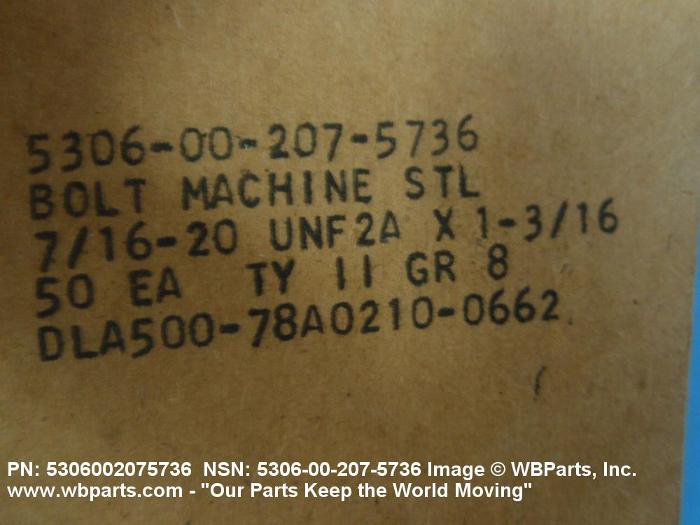 5306-00-207-5736
BOLT MACHINE STL
7/16-20 UNF2A X 1-3/16
50 EA TY II GR 8
DLA500-78A0210-0662
PN: 5306002075736 NSN: 5306-00-207-5736 Image © WBParts, Inc.
www.wbparts.com - "Our Parts Keep the World Moving"